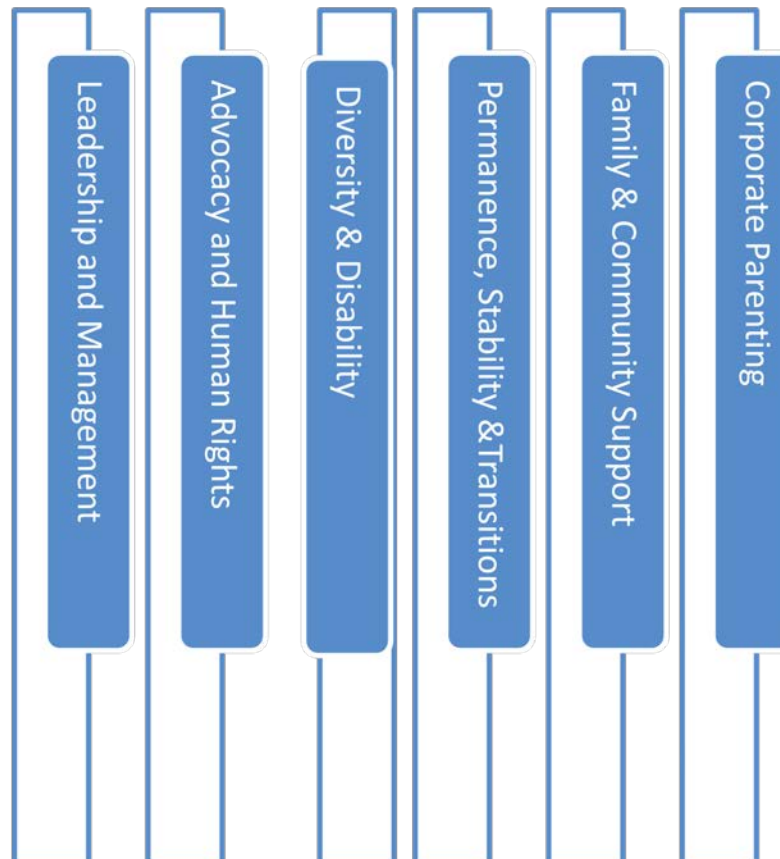 Corporate Parenting
Family & Community Support
Permanence, Stability &Transitions
Diversity & Disability
Advocacy and Human Rights
Leadership and Management